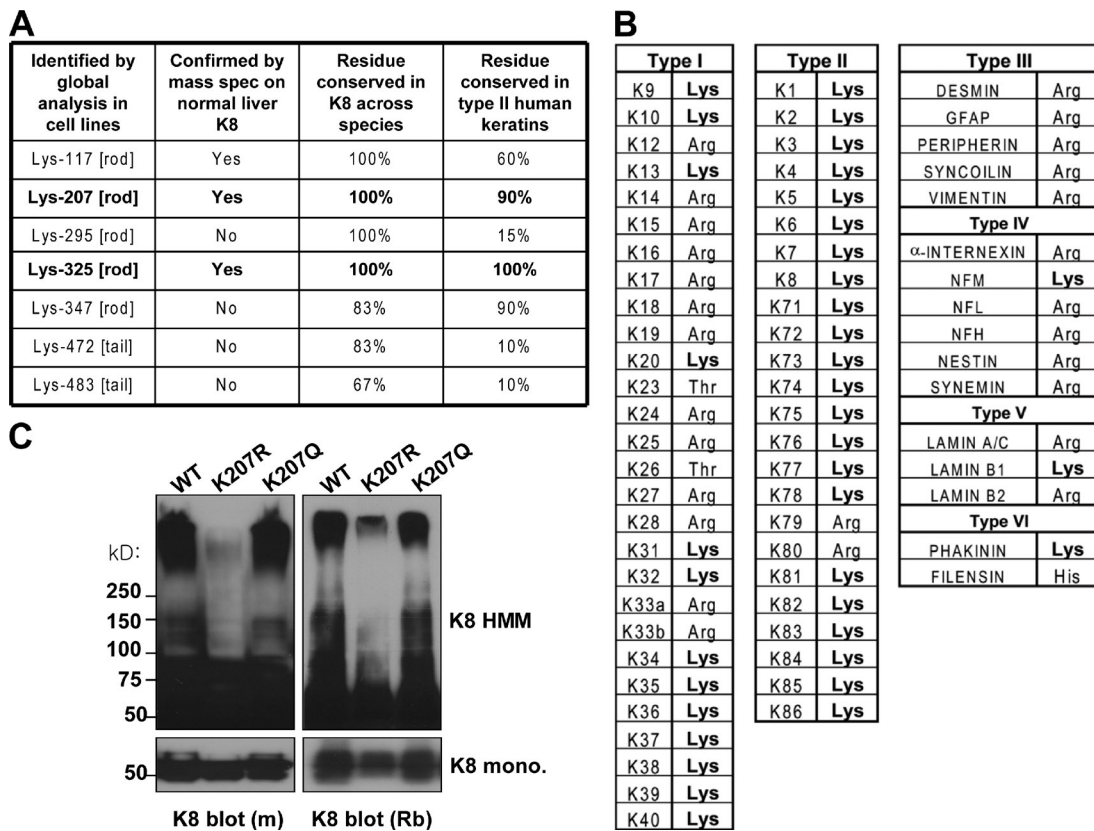 A
Identified by global analysis in cell lines | Confirmed by mass spec on normal liver K8 | Residue conserved in K8 across species | Residue conserved in type II human keratins
Lys-117 [rod] Yes 100% 60%
Lys-207 [rod] Yes 100% 90%
Lys-295 [rod] No 100% 15%
Lys-325 [rod] Yes 100% 100%
Lys-347 [rod] No 83% 90%
Lys-472 [tail] No 83% 10%
Lys-483 [tail] No 67% 10%
B
Type I
K9 Lys
K10 Lys
K12 Arg
K13 Lys
K14 Arg
K15 Arg
K16 Arg
K17 Arg
K18 Arg
K19 Arg
K20 Lys
K23 Thr
K24 Arg
K25 Arg
K26 Thr
K27 Arg
K28 Arg
K31 Lys
K32 Lys
K33a Arg
K33b Arg
K34 Lys
K35 Lys
K36 Lys
K37 Lys
K38 Lys
K39 Lys
K40 Lys
Type II
K1 Lys
K2 Lys
K3 Lys
K4 Lys
K5 Lys
K6 Lys
K7 Lys
K8 Lys
K71 Lys
K72 Lys
K73 Lys
K74 Lys
K75 Lys
K76 Lys
K77 Lys
K78 Lys
K79 Arg
K80 Arg
K81 Lys
K82 Lys
K83 Lys
K84 Lys
K85 Lys
K86 Lys
Type III
DESMIN Arg
GFAP Arg
PERIPHERIN Arg
SYNCOILIN Arg
VIMENTIN Arg
Type IV
α-INTERNEXIN Arg
NFM Lys
NFL Arg
NFH Arg
NESTIN Arg
SYNEMIN Arg
Type V
LAMIN A/C Arg
LAMIN B1 Lys
LAMIN B2 Arg
Type VI
PHAKININ Lys
FILENSIN His
C
WT K207R K207Q WT K207R K207Q
kD:
250
150
100
75
50
K8 HMM
50
K8 mono.
K8 blot (m) K8 blot (Rb)